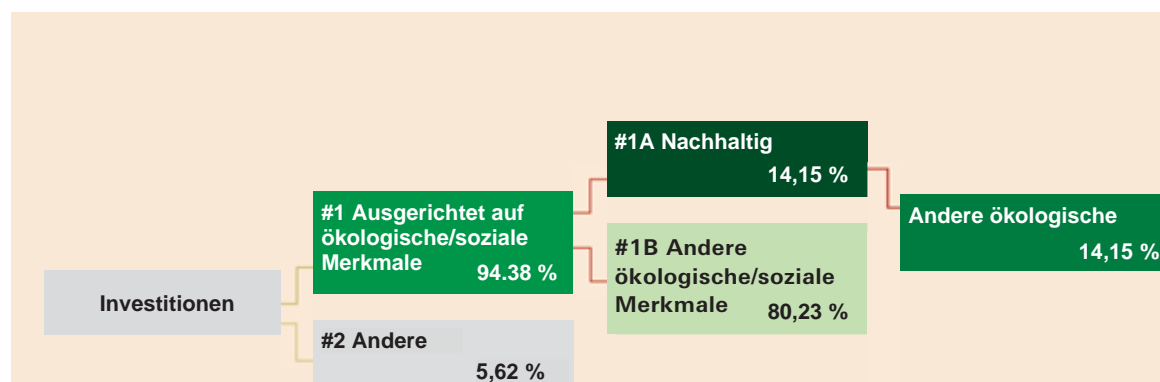 #1A Nachhaltig
14,15 %
#1 Ausgerichtet auf
ökologische/soziale
Merkmale
94.38 %
Andere ökologische
14,15 %
#1B Andere
ökologische/soziale
Merkmale
80,23 %
Investitionen
#2 Andere
5,62 %